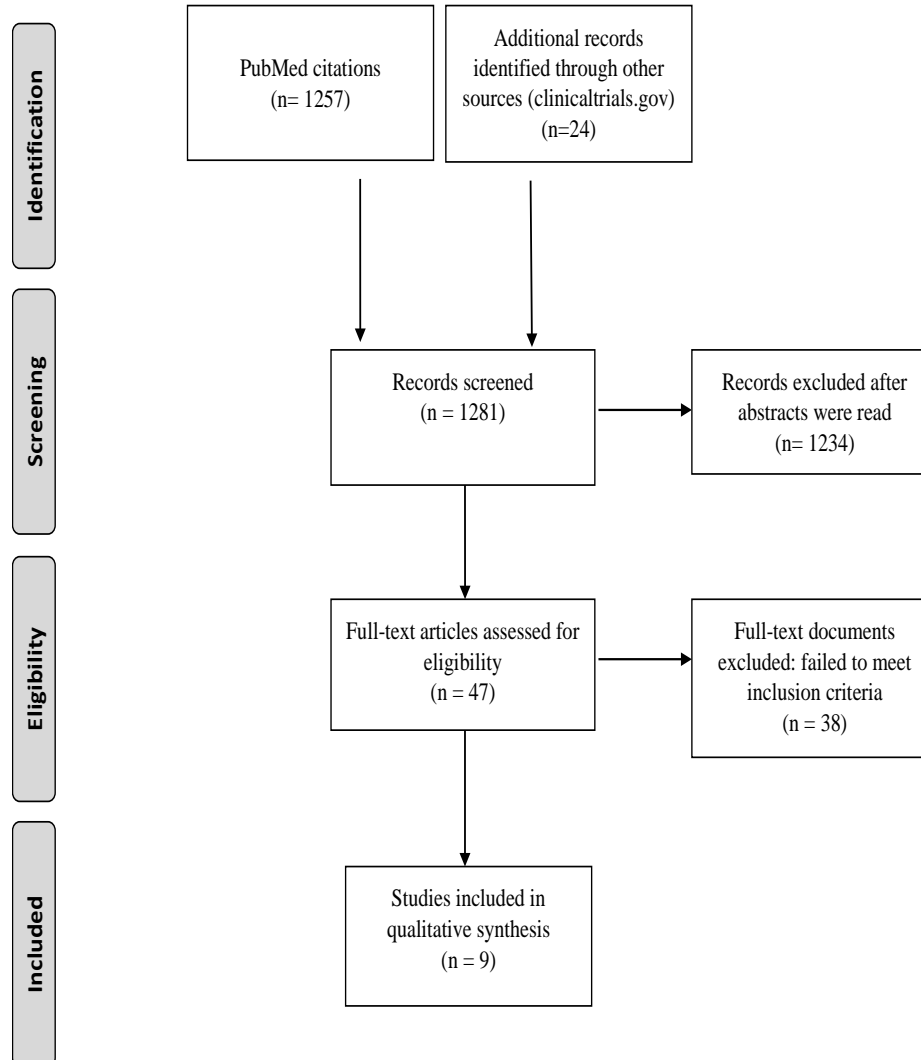 Identification
PubMed citations
(n= 1257)
Additional records
identified through other
sources (clinicaltrials.gov)
(n=24)
Screening
Records screened
(n = 1281)
Records excluded after
abstracts were read
(n= 1234)
Eligibility
Full-text articles assessed for
eligibility
(n = 47)
Full-text documents
excluded: failed to meet
inclusion criteria
(n = 38)
Included
Studies included in
qualitative synthesis
(n = 9)